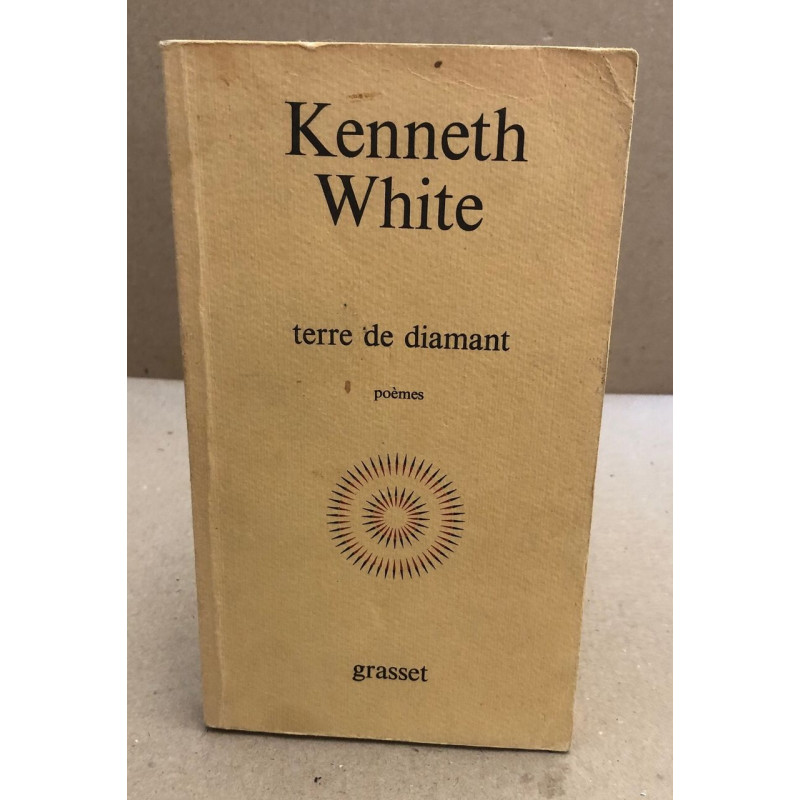 Kenneth
White
terre de diamant
poèmes
grasset